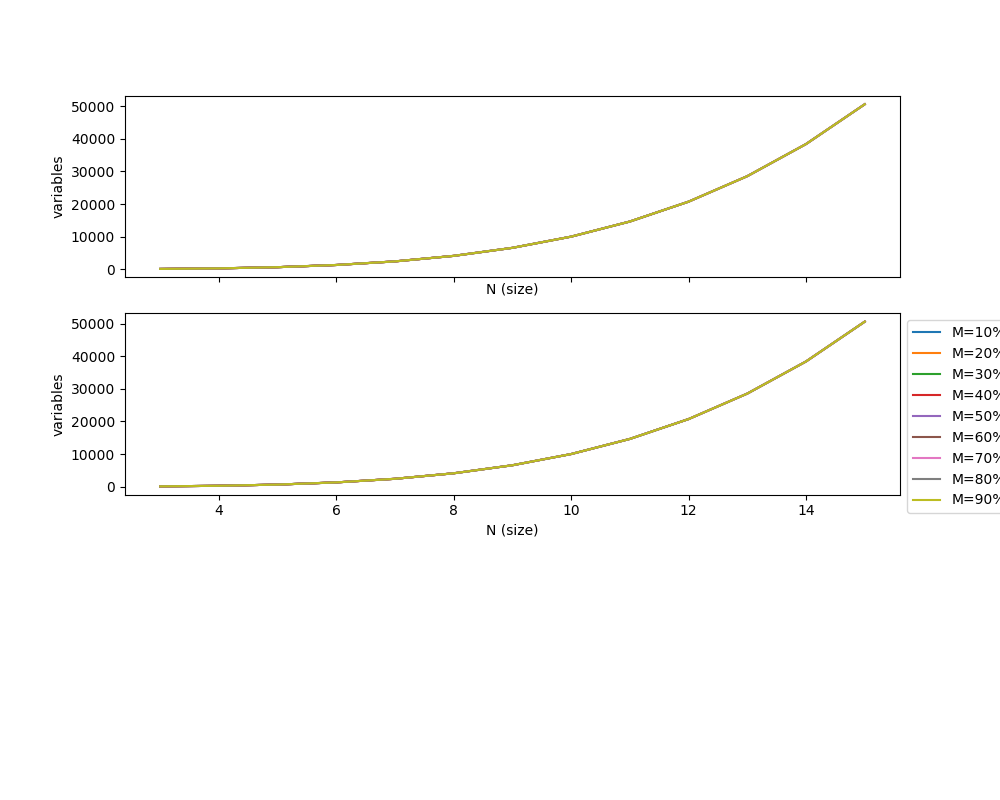 50000
40000
30000
20000
10000
0
variables
N (size)
50000
40000
30000
20000
10000
0
variables
4 6 8 10 12 14
N (size)
M=10%
M=20%
M=30%
M=40%
M=50%
M=60%
M=70%
M=80%
M=90%